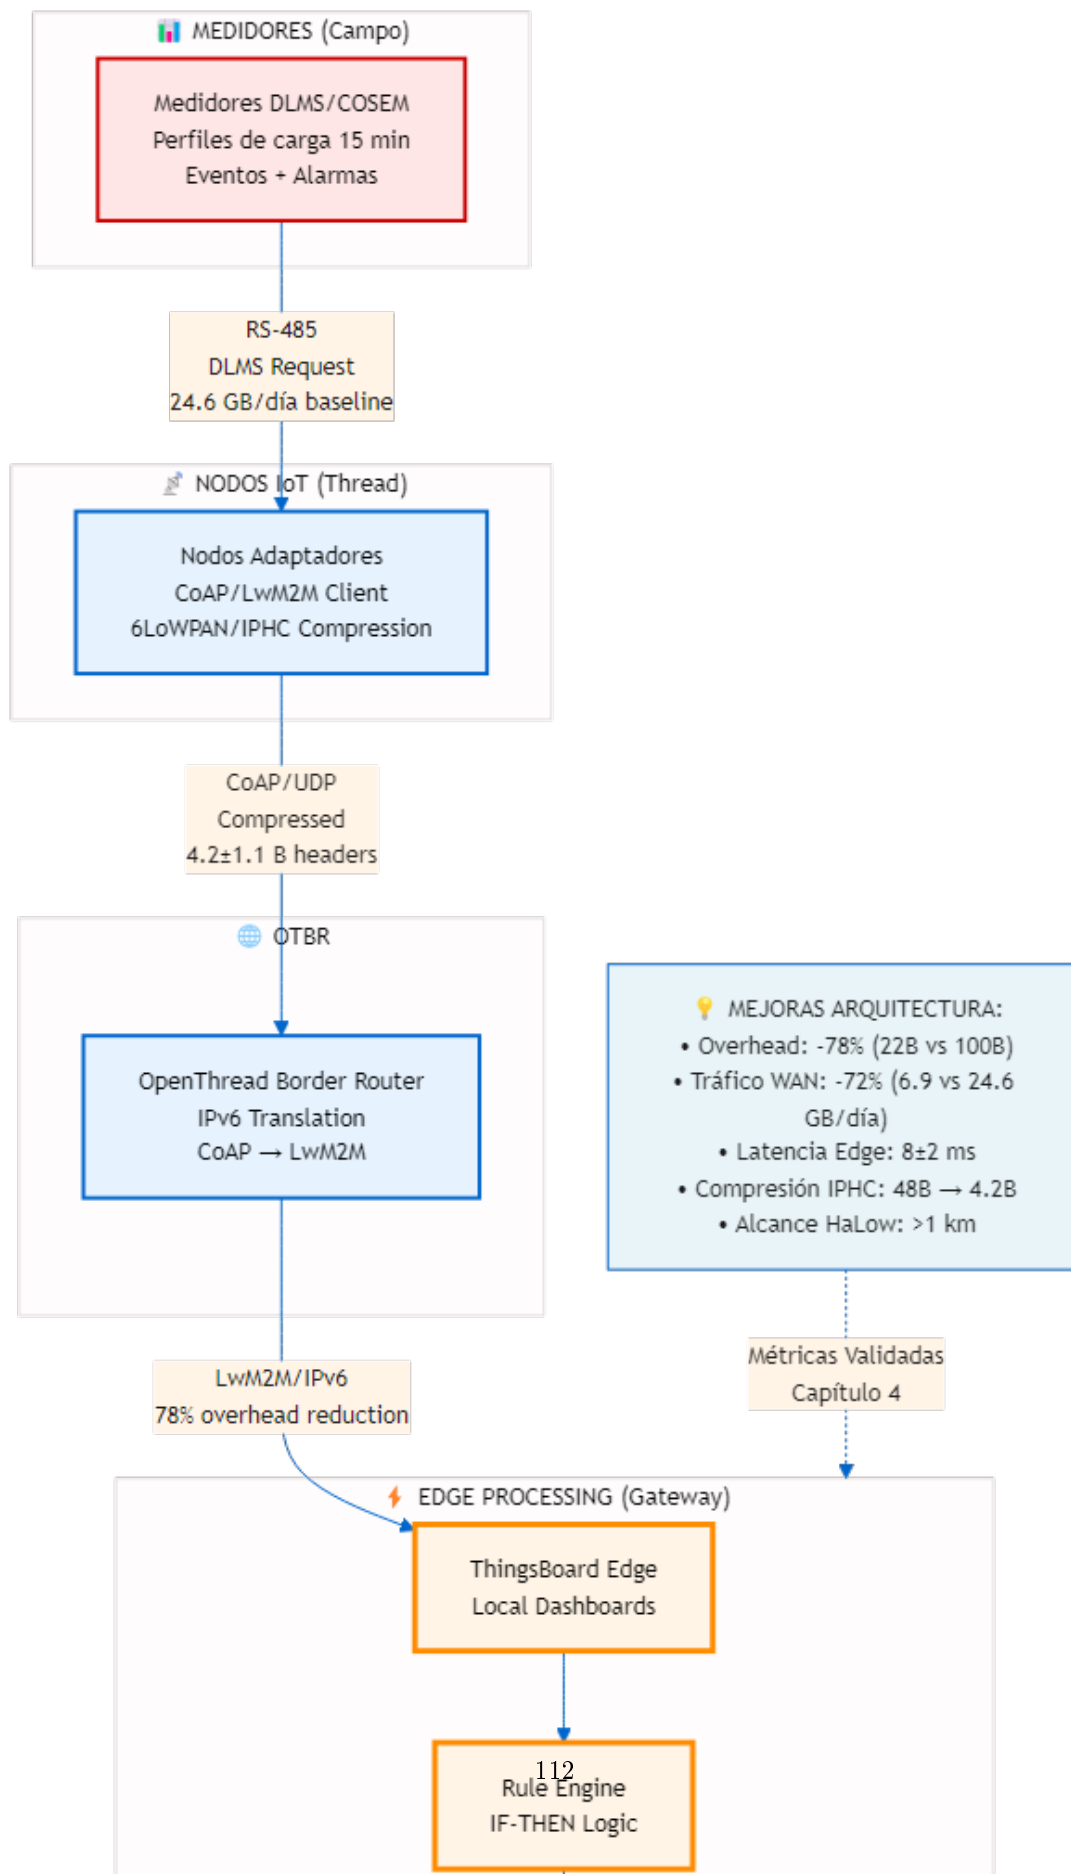 MEDIDORES (Campo)
Medidores DLMS/COSEM
Perfiles de carga 15 min
Eventos + Alarmas
RS-485
DLMS Request
24.6 GB/día baseline
NODOS IoT (Thread)
Nodos Adaptadores
CoAP/LwM2M Client
6LoWPAN/IPHC Compression
CoAP/UDP
Compressed
4.2±1.1 B headers
OTBR
OpenThread Border Router
IPv6 Translation
CoAP → LwM2M
MEJORAS ARQUITECTURA:
• Overhead: -78% (22B vs 100B)
• Tráfico WAN: -72% (6.9 vs 24.6
GB/día)
• Latencia Edge: 8±2 ms
• Compresión IPHC: 48B → 4.2B
• Alcance HaLow: >1 km
Métricas Validadas
Capítulo 4
LwM2M/IPv6
78% overhead reduction
EDGE PROCESSING (Gateway)
ThingsBoard Edge
Local Dashboards
112
Rule Engine
IF-THEN Logic